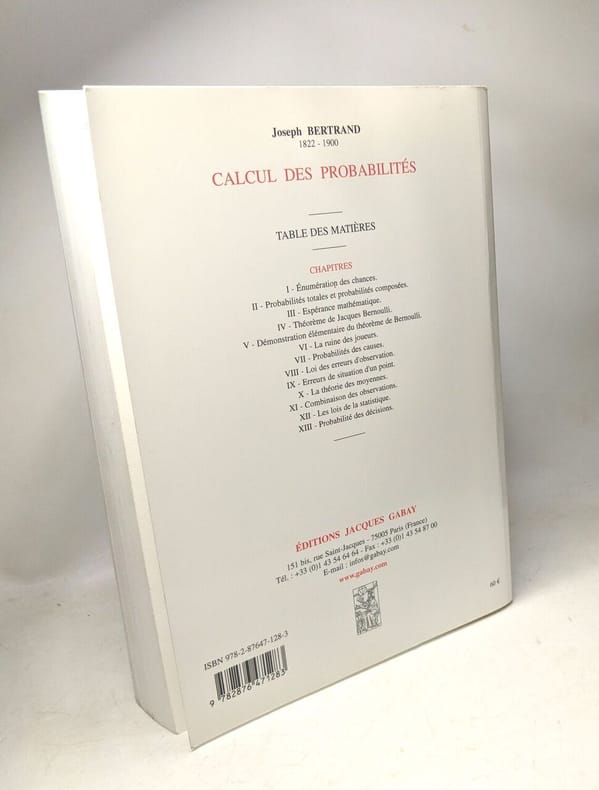 Joseph BERTRAND
1822 - 1900
CALCUL DES PROBABILITÉS
TABLE DES MATIÈRES
CHAPITRES
I - Énumération des chances.
II - Probabilités totales et probabilités composées.
III - Espérance mathématique.
IV - Théorème de Jacques Bernoulli.
V - Démonstration élémentaire du théorème de Bernoulli.
VI - La ruine des joueurs.
VII - Probabilités des causes.
VIII - Loi des erreurs d'observation.
IX - Erreurs de situation d'un point.
X - La théorie des moyennes.
XI - Combinaison des observations.
XII - Les lois de la statistique.
XIII - Probabilité des décisions.
ÉDITIONS JACQUES GABAY
151 bis, rue Saint-Jacques - 75005 Paris (France)
Tél. : +33 (0)1 43 54 64 64 - Fax : +33 (0)1 43 54 87 00
E-mail : infos@gabay.com
www.gabay.com
60 €
ISBN 978-2-87647-128-3
9 782876 471283